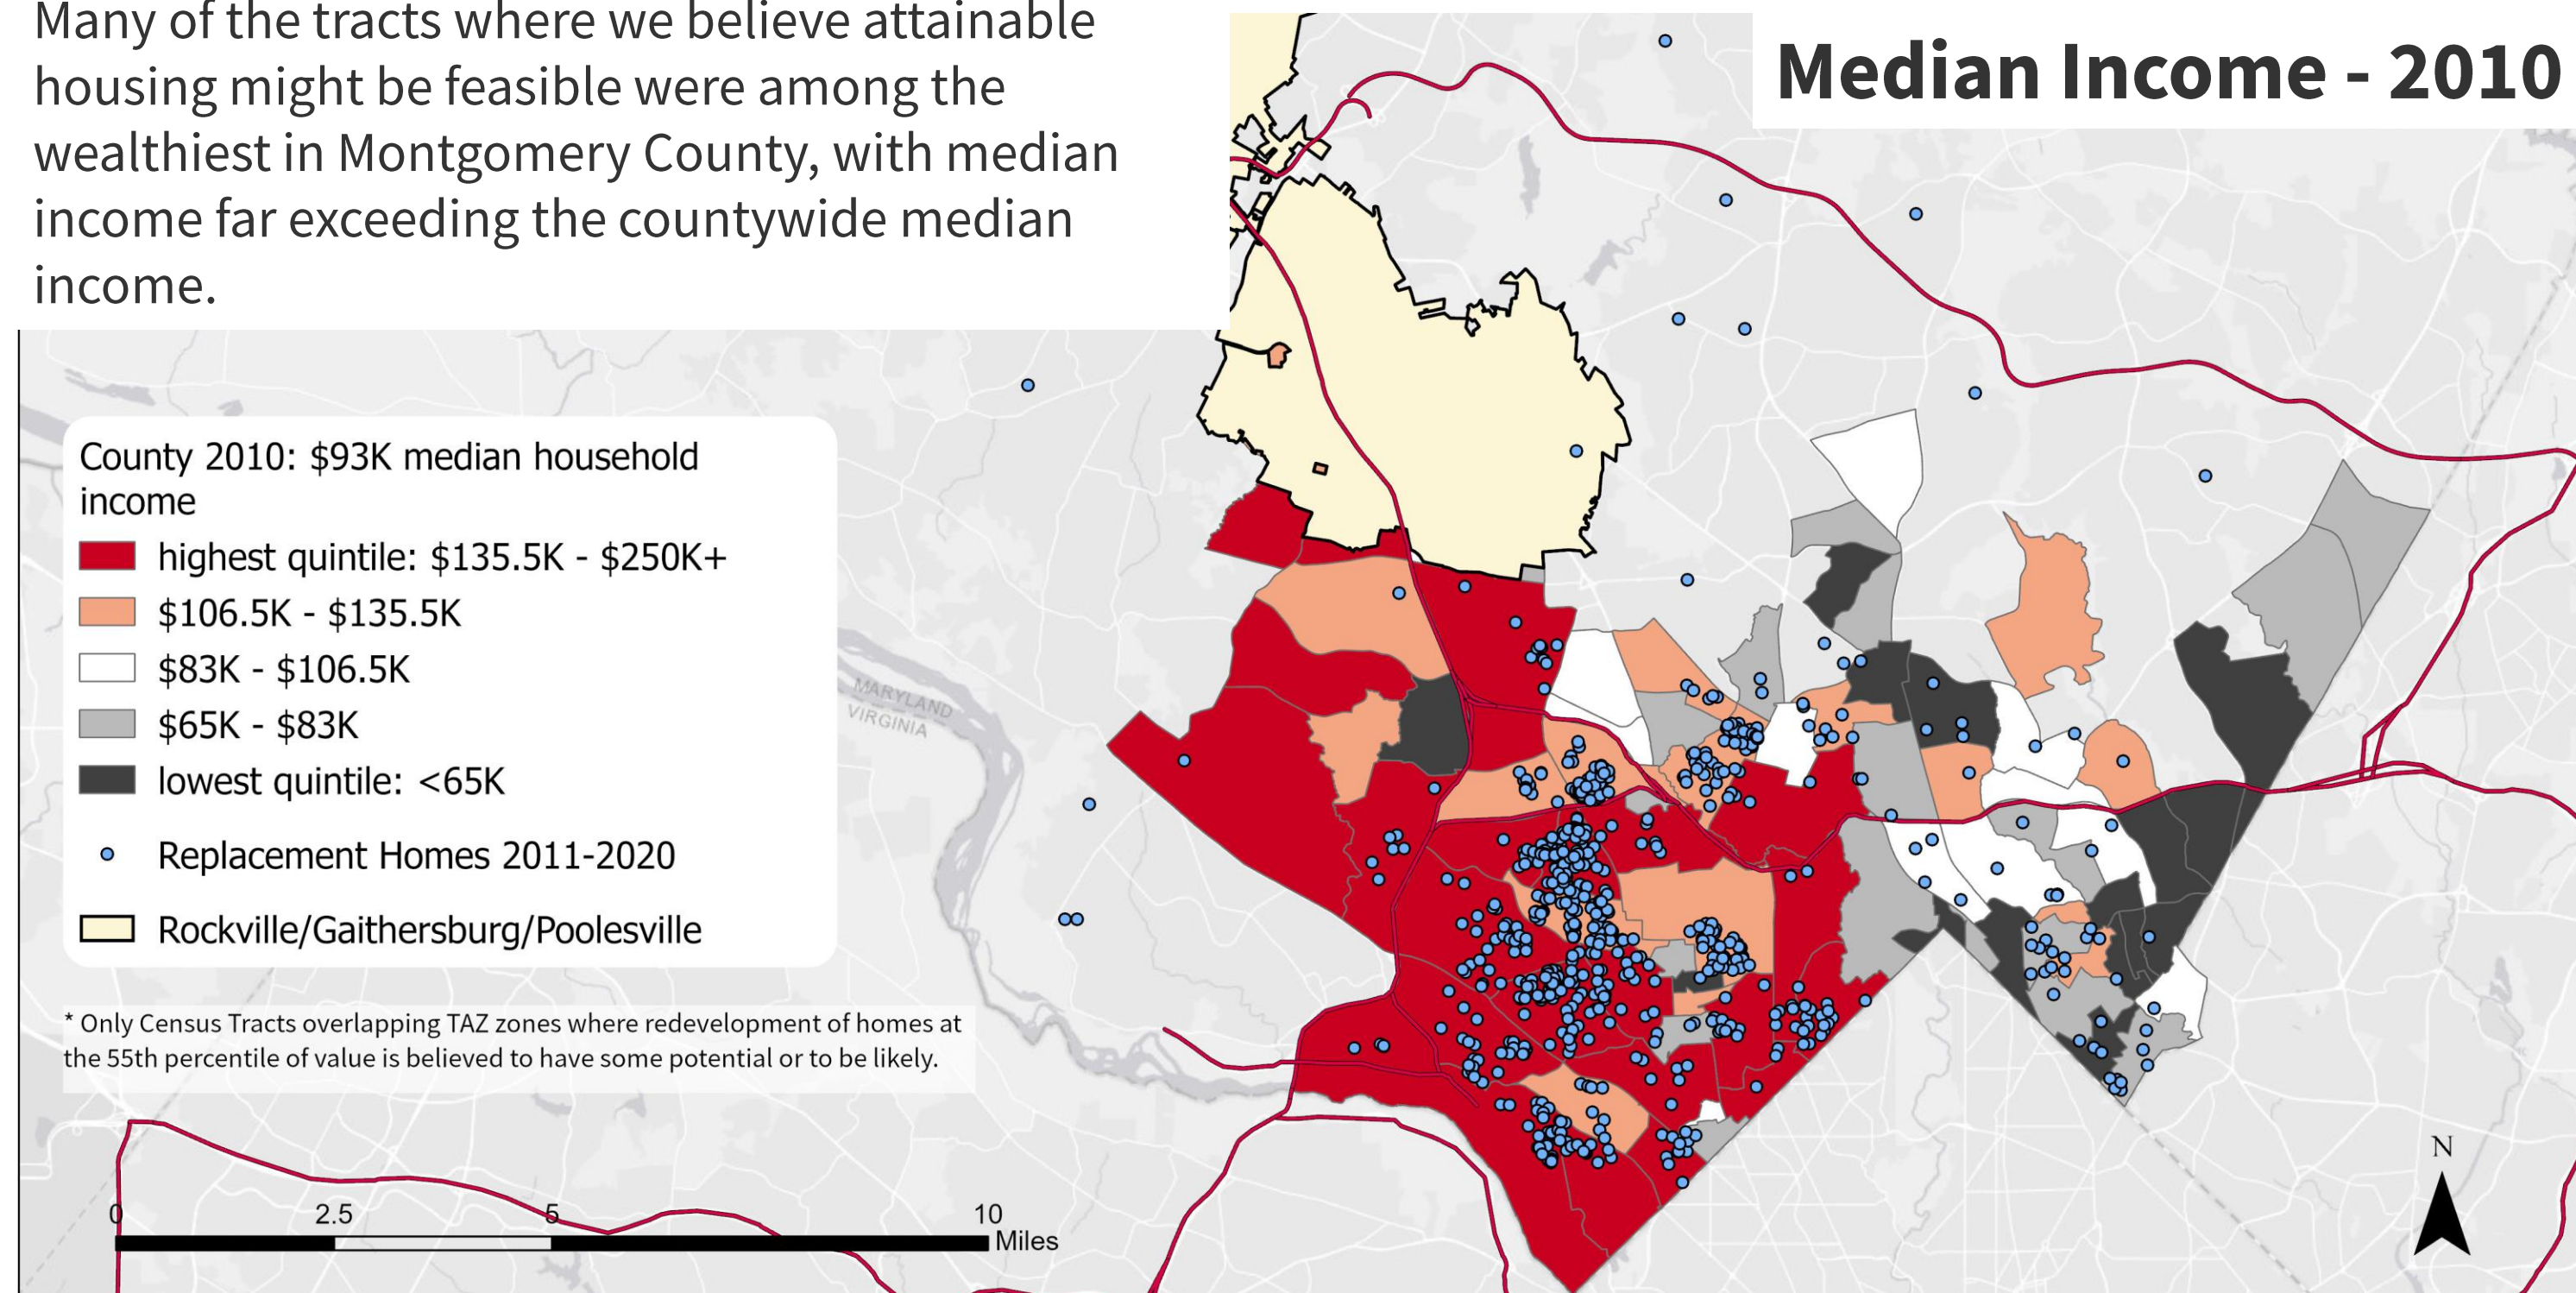 Many of the tracts where we believe attainable
housing might be feasible were among the
wealthiest in Montgomery County, with median
income far exceeding the countywide median
income.
Median Income - 2010
County 2010: $93K median household
income
highest quintile: $135.5K - $250K+
$106.5K - $135.5K
$83K - $106.5K
$65K - $83K
lowest quintile: <65K
Replacement Homes 2011-2020
Rockville/Gaithersburg/Poolesville
MARYLAND
VIRGINIA
* Only Census Tracts overlapping TAZ zones where redevelopment of homes at
the 55th percentile of value is believed to have some potential or to be likely.
0 2.5 5 10
Miles
N